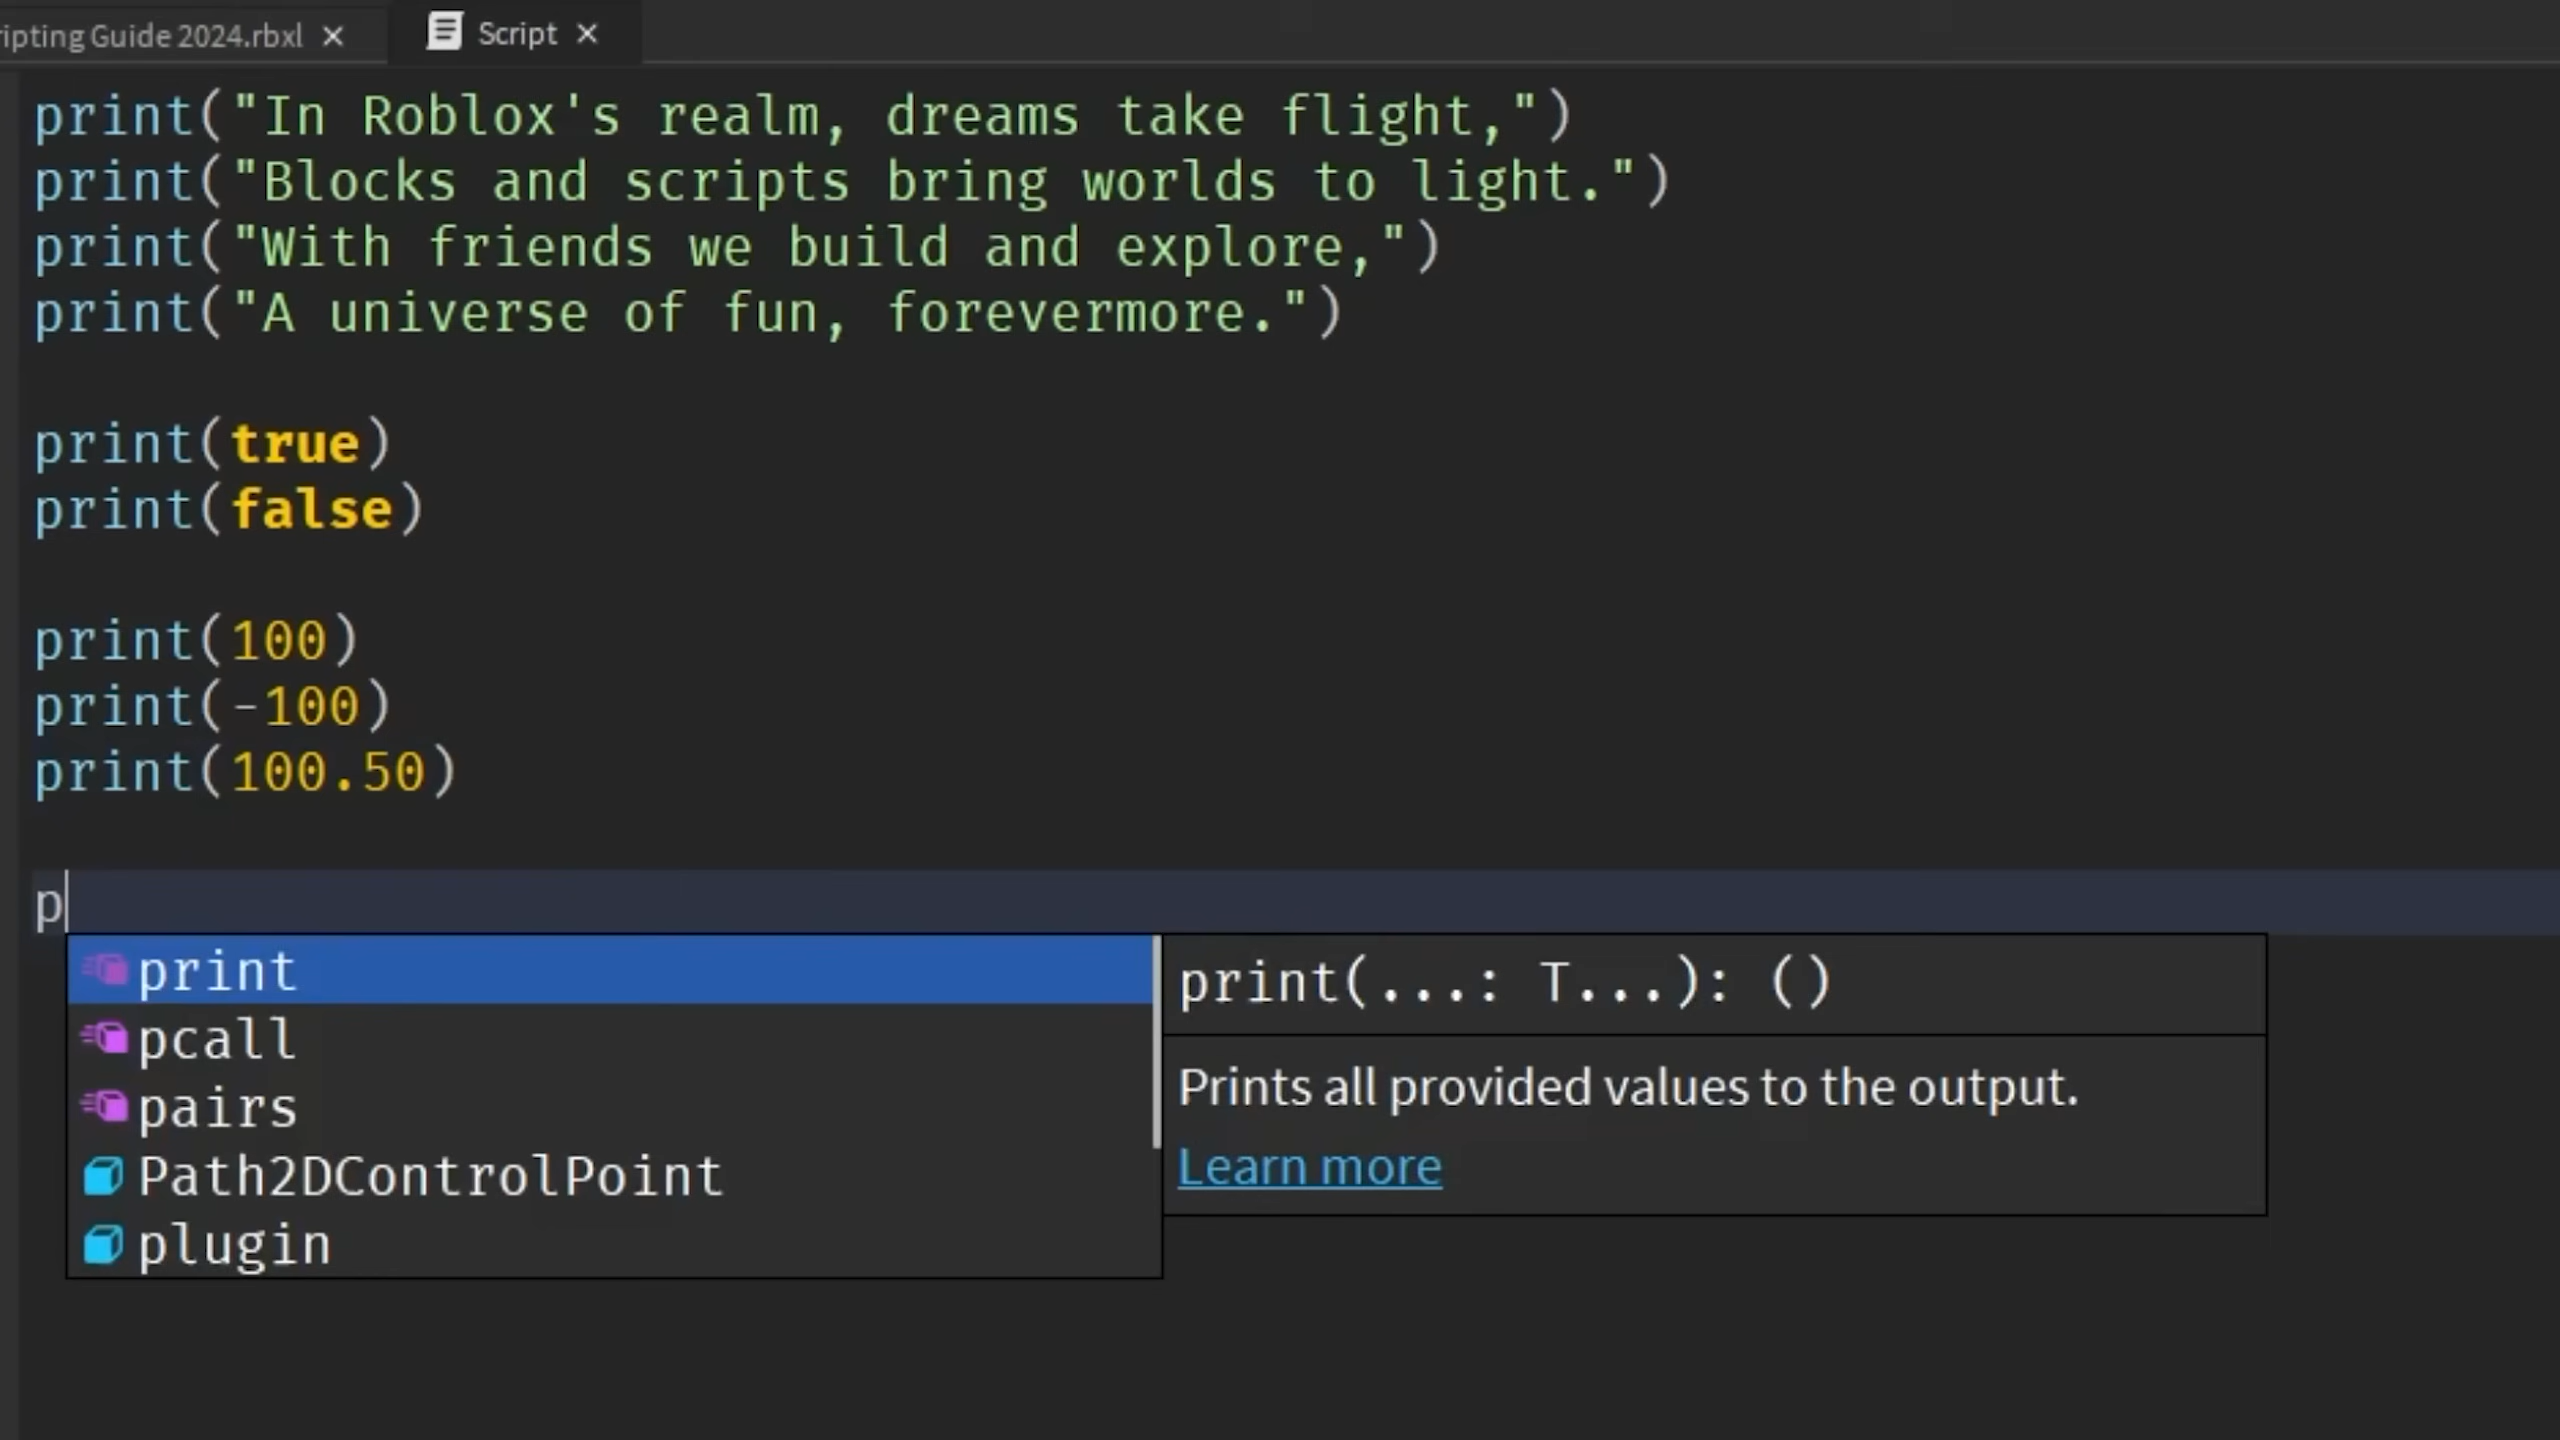 ripting Guide 2024.rbxl
Script
print("In Roblox's realm, dreams take flight,")
print("Blocks and scripts bring worlds to light.")
print("With friends we build and explore,")
print("A universe of fun, forevermore.")
print(true)
print(false)
print(100)
print(-100)
print(100.50)
p
print
pcall
pairs
Path2DControlPoint
plugin
print(...: T...): ()
Prints all provided values to the output.
Learn more